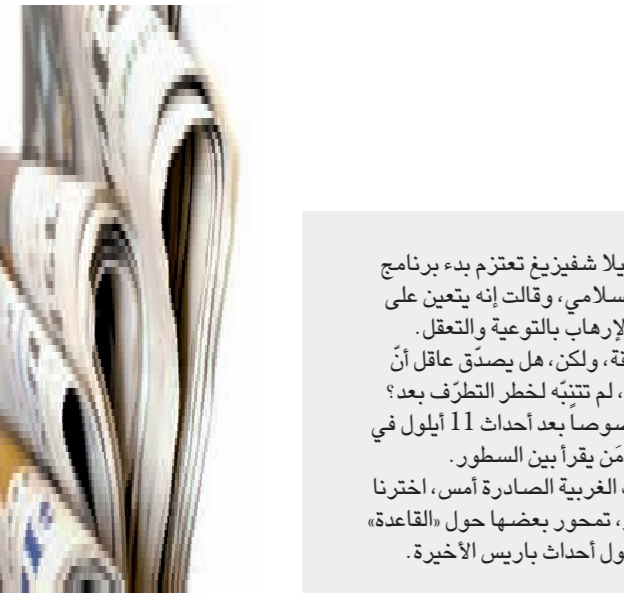 يلا شفيزيغ تعتزم بدء برنامج
سلامي، وقالت إنه يتعين على
لإرهاب بالتوعية والتعقل.
قة، ولكن، هل يصدّق عاقل أنّ
، لم تتنبّه لخطر التطرّف بعد؟
صوصاً بعد أحداث 11 أيلول في
مَن يقرأ بين السطور.
الغربية الصادرة أمس، اخترنا
، تمحور بعضها حول «القاعدة»
ول أحداث باريس الأخيرة.